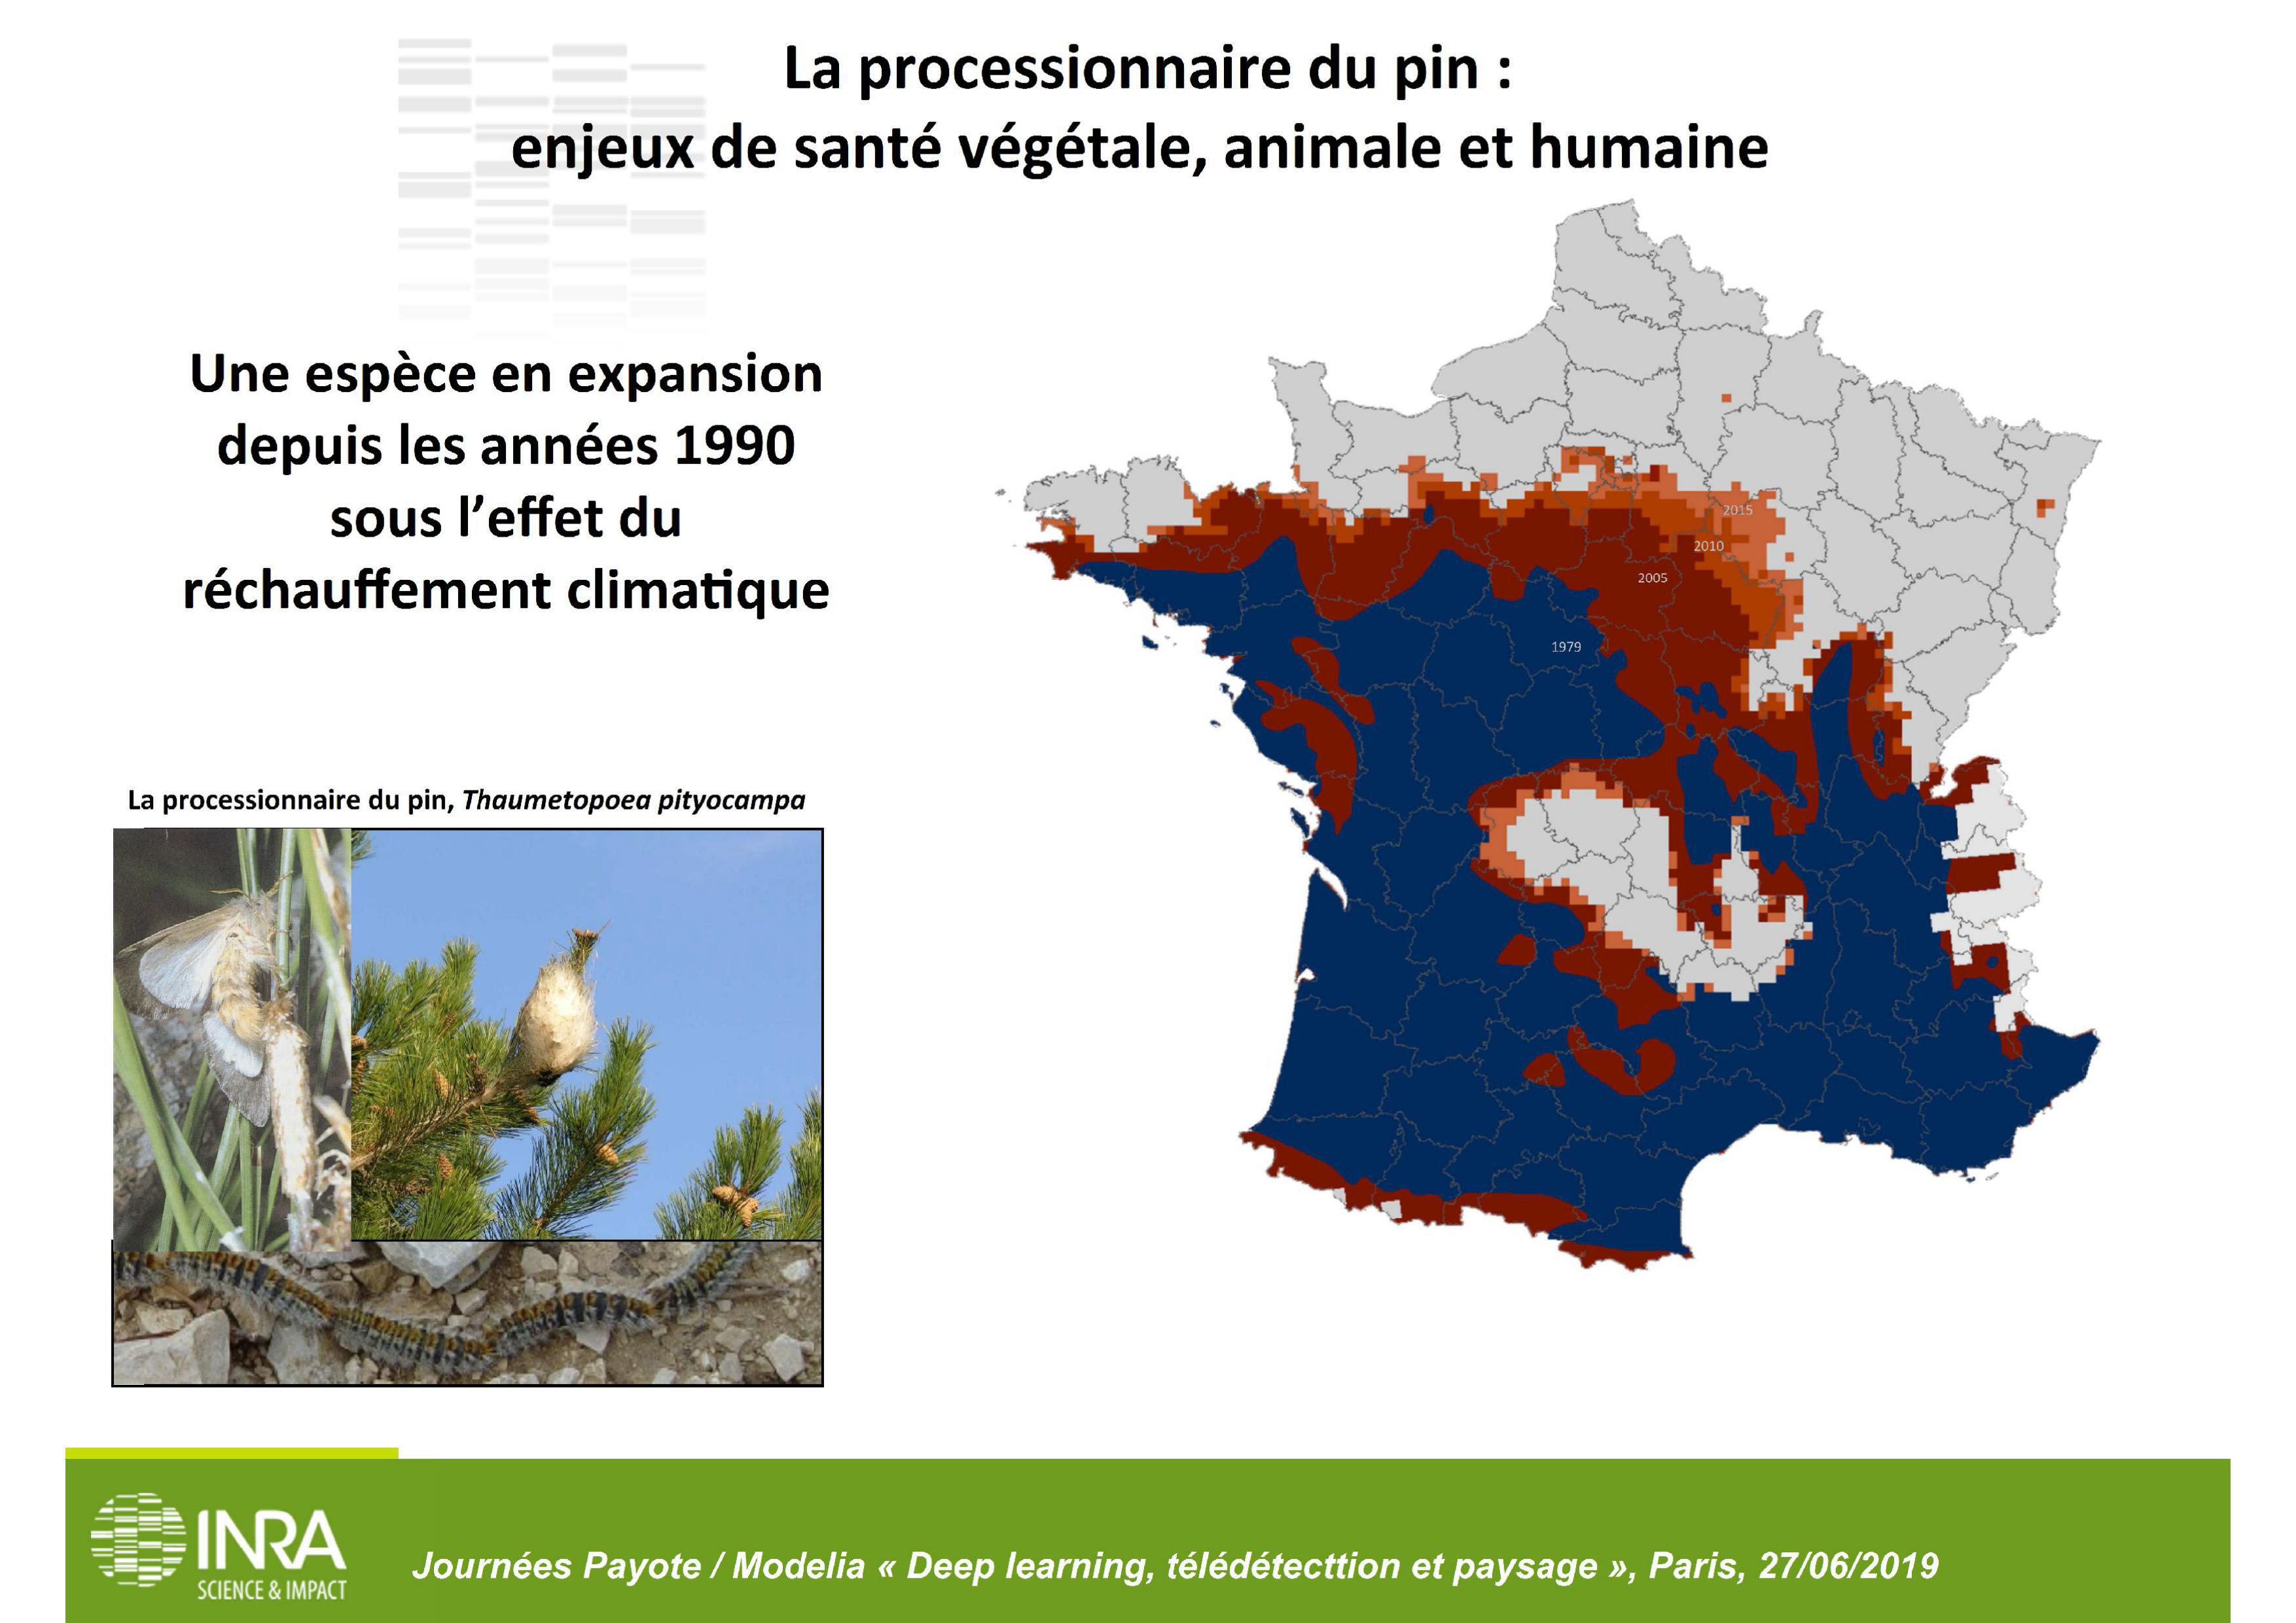 La processionnaire du pin :
enjeux de santé végétale, animale et humaine
Une espèce en expansion
depuis les années 1990
sous l'effet du
réchauffement climatique
2015
2010
2005
1979
La processionnaire du pin, Thaumetopoea pityocampa
INRA
SCIENCE & IMPACT
Journées Payote / Modelia « Deep learning, télédétecttion et paysage », Paris, 27/06/2019